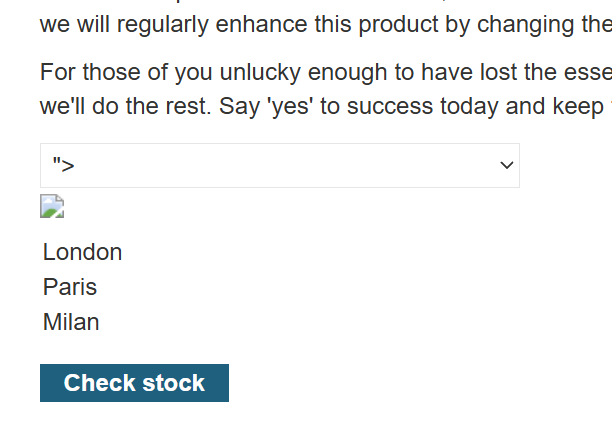 we will regularly enhance this product by changing the
For those of you unlucky enough to have lost the esse
we'll do the rest. Say 'yes' to success today and keep
">
London
Paris
Milan
Check stock